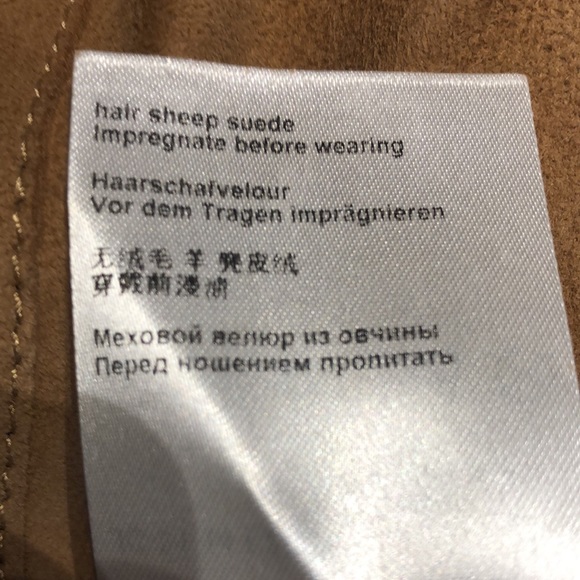 hair sheep suede
Impregnate before wearing
Haarschafvelour
Vor dem Tragen imprägnieren
无绒毛 羊 麂皮绒
穿戴前浸油
Меховой велюр из овчины
Перед ношением пропитать